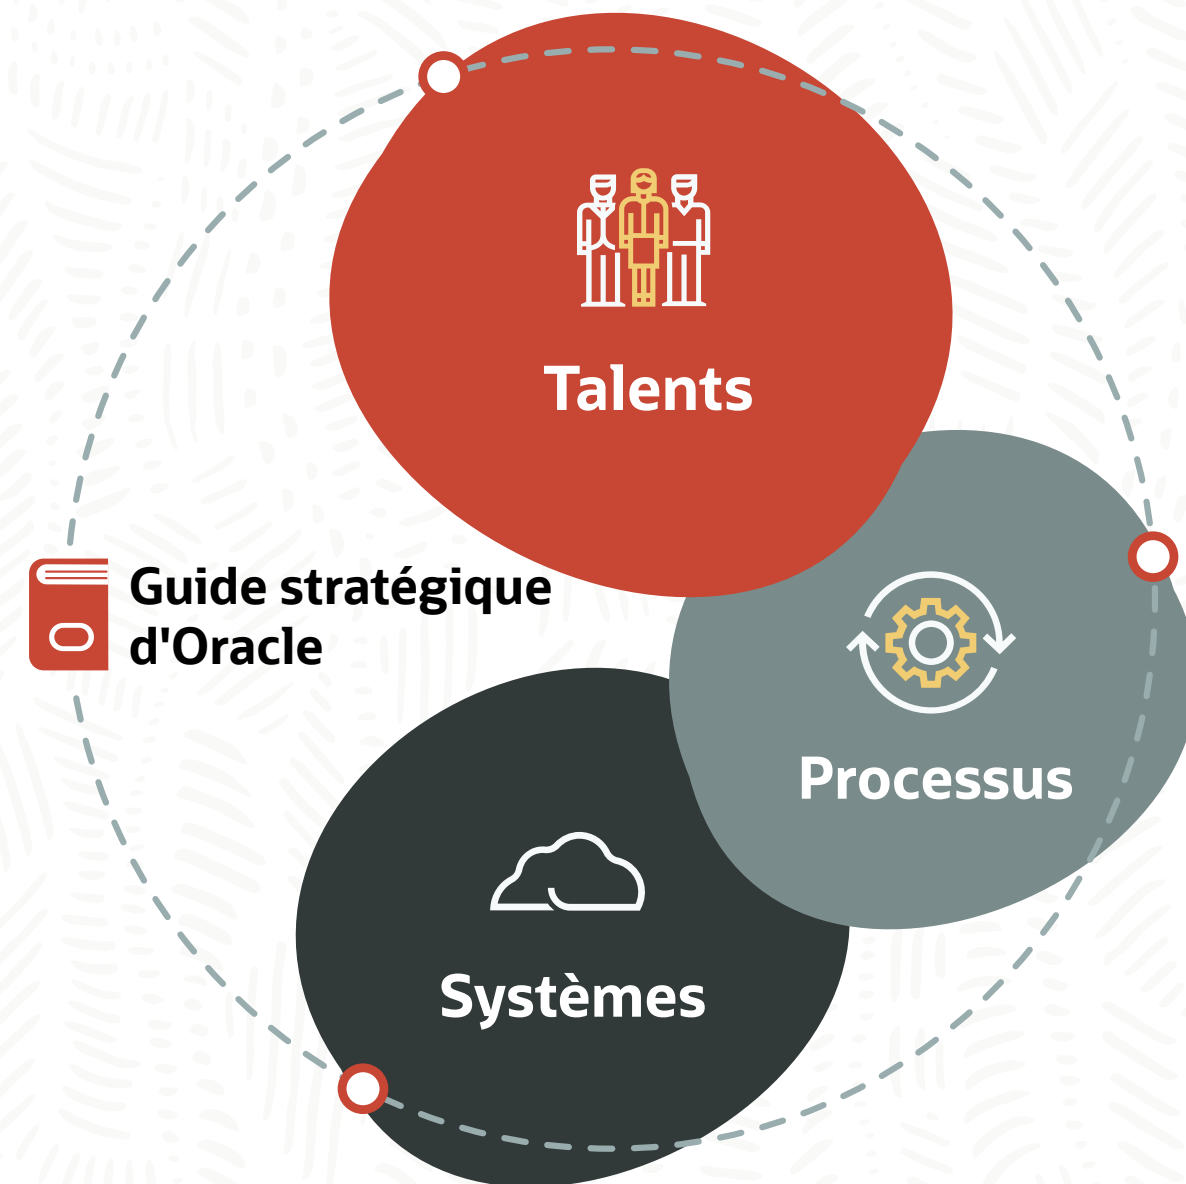 Talents
Guide stratégique
d'Oracle
Processus
Systèmes